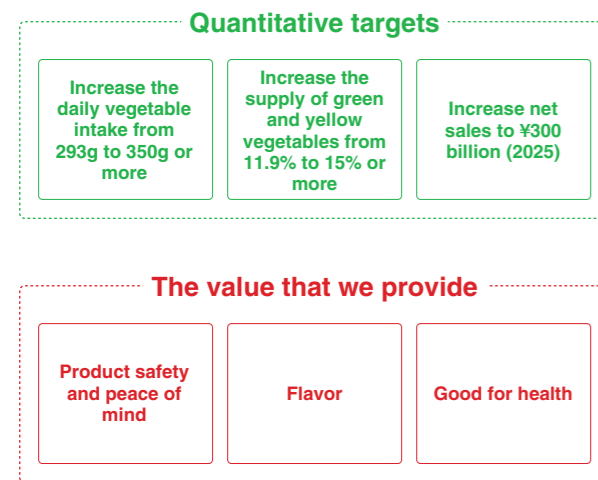 Quantitative targets
Increase the
daily vegetable
intake from
293g to 350g or
more
Increase the
supply of green
and yellow
vegetables from
11.9% to 15% or
more
Increase net
sales to ¥300
billion (2025)
The value that we provide
Product safety
and peace of
mind
Flavor
Good for health